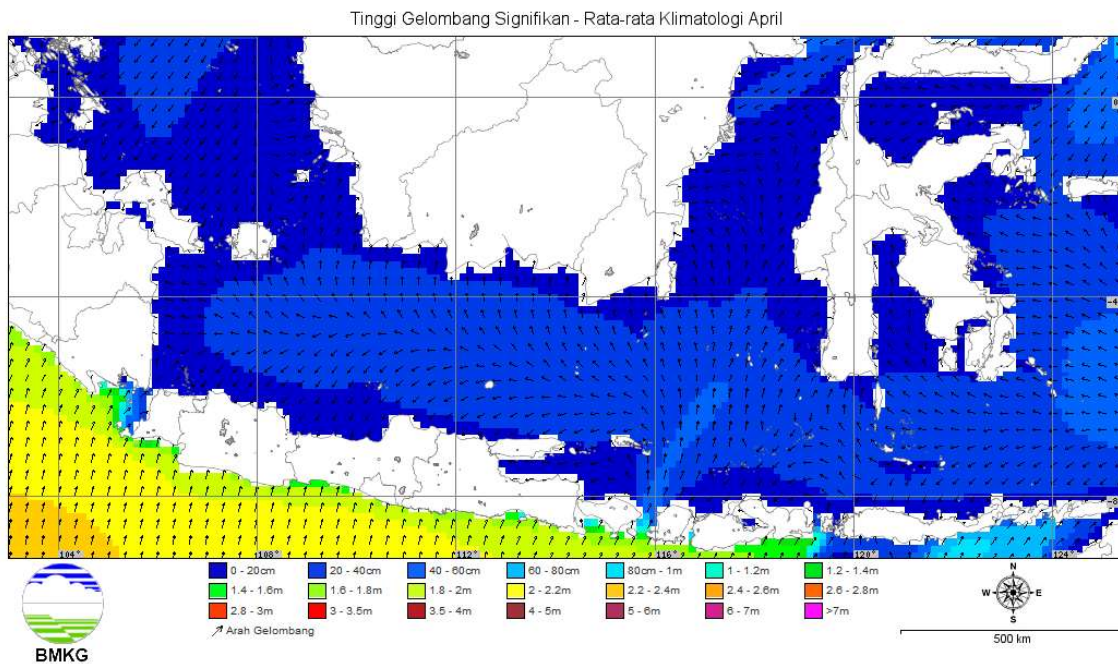 Tinggi Gelombang Signifikan - Rata-rata Klimatologi April
0
-4
-8
104° 108° 112° 116° 120° 124°
0 - 20cm 20 - 40cm 40 - 60cm 60 - 80cm 80cm - 1m 1 - 1.2m 1.2 - 1.4m
1.4 - 1.6m 1.6 - 1.8m 1.8 - 2m 2 - 2.2m 2.2 - 2.4m 2.4 - 2.6m 2.6 - 2.8m
2.8 - 3m 3 - 3.5m 3.5 - 4m 4 - 5m 5 - 6m 6 - 7m >7m
Arah Gelombang
BMKG
N
W E
S
500 km